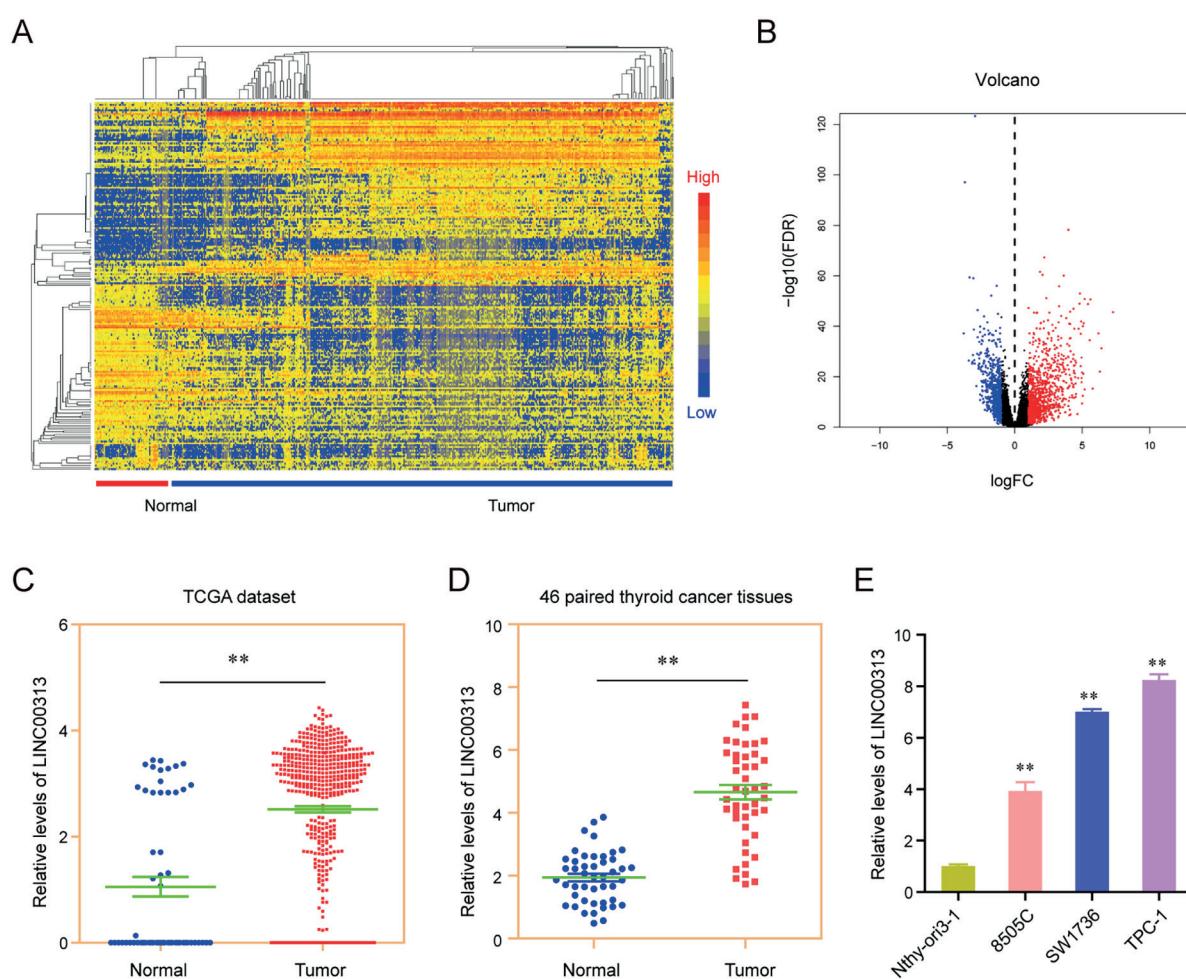 A
High
Low
Normal
Tumor
B
Volcano
−log10(FDR)
120
100
80
60
40
20
0
-10
-5
0
5
10
logFC
C
TCGA dataset
Relative levels of LINC00313
6
4
2
0
**
Normal
Tumor
D
46 paired thyroid cancer tissues
Relative levels of LINC00313
10
8
6
4
2
0
**
Normal
Tumor
E
Relative levels of LINC00313
10
8
6
4
2
0
**
**
**
Nthy-ori3-1
8505C
SW1736
TPC-1